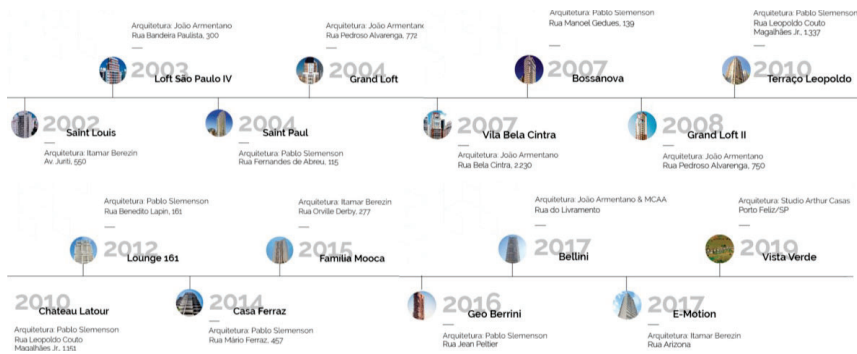 Arquitetura: João Armentano
Rua Bandeira Paulista, 300
2003
Loft São Paulo IV
Arquitetura: João Armentano
Rua Pedroso Alvarenga, 772
2004
Grand Loft
Arquitetura: Pablo Slemenson
Rua Manoel Gedues, 139
2007
Bossanova
Arquitetura: Pablo Slemenson
Rua Leopoldo Couto
Magalhães Jr., 1.337
2010
Terraço Leopoldo
2002
Saint Louis
Arquitetura: Itamar Berezin
Av. Juriti, 550
2004
Saint Paul
Arquitetura: Pablo Slemenson
Rua Fernandes de Abreu, 115
2007
Vila Bela Cintra
Arquitetura: João Armentano
Rua Bela Cintra, 2.230
2008
Grand Loft II
Arquitetura: João Armentano
Rua Pedroso Alvarenga, 750
Arquitetura: Pablo Slemenson
Rua Benedito Lapin, 161
2012
Lounge 161
Arquitetura: Itamar Berezin
Rua Orville Derby, 277
2015
Família Mooca
Arquitetura: João Armentano & MCAA
Rua do Livramento
2017
Bellini
Arquitetura: Studio Arthur Casas
Porto Feliz/SP
2019
Vista Verde
2010
Chateau Latour
Arquitetura: Pablo Slemenson
Rua Leopoldo Couto
Magalhães Jr., 1.351
2014
Casa Ferraz
Arquitetura: Pablo Slemenson
Rua Mário Ferraz, 457
2016
Geo Berrini
Arquitetura: Pablo Slemenson
Rua Jean Peltier
2017
E-Motion
Arquitetura: Itamar Berezin
Rua Arizona